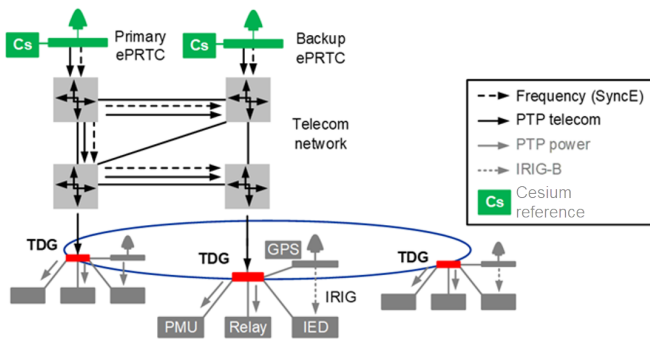 Primary
ePRTC
Backup
ePRTC
Cs
Cs
Telecom
network
Frequency (SyncE)
PTP telecom
PTP power
IRIG-B
Cs
Cesium
reference
TDG
TDG
GPS
TDG
IRIG
PMU
Relay
IED